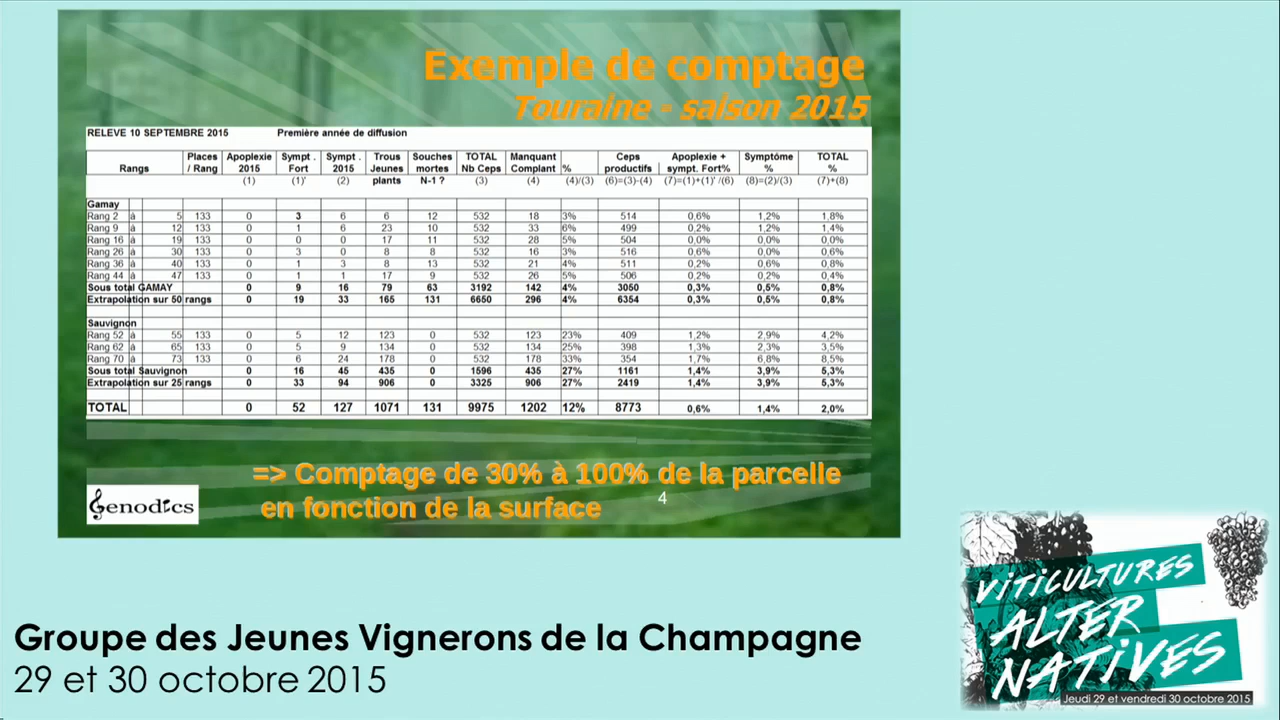 Exemple de comptage
Touraine - saison 2015
RELEVE 10 SEPTEMBRE 2015 Première année de diffusion
Rangs Places / Rang Apoplexie 2015 Sympt . Fort Sympt . 2015 Trous Jeunes plants Souches mortes N-1 ? TOTAL Nb Ceps Manquant Complant % Ceps productifs Apoplexie + sympt. Fort% Symptôme % TOTAL %
(1) (1)' (2) (3) (4) (4)/(3) (6)=(3)-(4) (7)=(1)+(1)' /(6) (8)=(2)/(3) (7)+(8)
Gamay
Rang 2 à 5 133 0 3 6 6 12 532 18 3% 514 0,6% 1,2% 1,8%
Rang 9 à 12 133 0 1 6 23 10 532 33 6% 499 0,2% 1,2% 1,4%
Rang 16 à 19 133 0 0 0 17 11 532 28 5% 504 0,0% 0,0% 0,0%
Rang 26 à 30 133 0 3 0 8 8 532 16 3% 516 0,6% 0,0% 0,6%
Rang 36 à 40 133 0 1 3 8 13 532 21 4% 511 0,2% 0,6% 0,8%
Rang 44 à 47 133 0 1 1 17 9 532 26 5% 506 0,2% 0,2% 0,4%
Sous total GAMAY 0 9 16 79 63 3192 142 4% 3050 0,3% 0,5% 0,8%
Extrapolation sur 50 rangs 0 19 33 165 131 6650 296 4% 6354 0,3% 0,5% 0,8%
Sauvignon
Rang 52 à 55 133 0 5 12 123 0 532 123 23% 409 1,2% 2,9% 4,2%
Rang 62 à 65 133 0 5 9 134 0 532 134 25% 398 1,3% 2,3% 3,5%
Rang 70 à 73 133 0 6 24 178 0 532 178 33% 354 1,7% 6,8% 8,5%
Sous total Sauvignon 0 16 45 435 0 1596 435 27% 1161 1,4% 3,9% 5,3%
Extrapolation sur 25 rangs 0 33 94 906 0 3325 906 27% 2419 1,4% 3,9% 5,3%
TOTAL 0 52 127 1071 131 9975 1202 12% 8773 0,6% 1,4% 2,0%
=> Comptage de 30% à 100% de la parcelle
en fonction de la surface
4
Genodics
Groupe des Jeunes Vignerons de la Champagne
29 et 30 octobre 2015
VITICULTURES
ALTER
NATIVES
Jeudi 29 et vendredi 30 octobre 2015